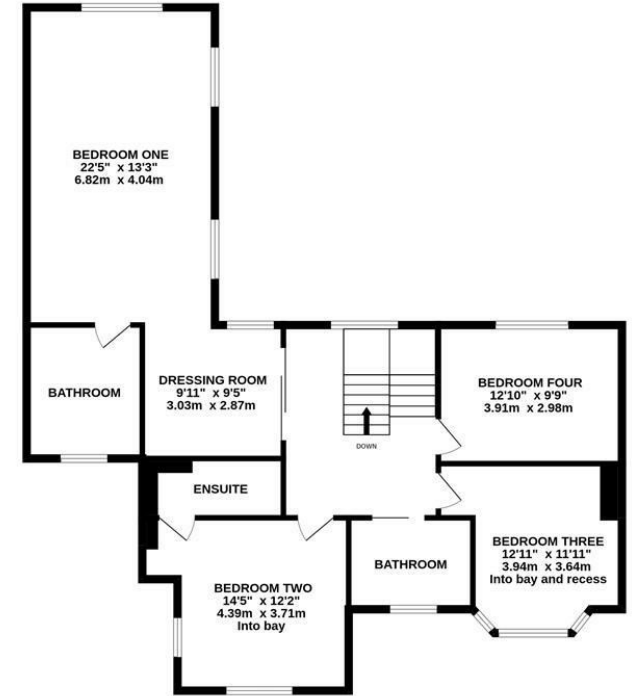 BEDROOM ONE
22'5" x 13'3"
6.82m x 4.04m
BATHROOM
DRESSING ROOM
9'11" x 9'5"
3.03m x 2.87m
BEDROOM FOUR
12'10" x 9'9"
3.91m x 2.98m
DOWN
ENSUITE
BEDROOM THREE
12'11" x 11'11"
3.94m x 3.64m
Into bay and recess
BATHROOM
BEDROOM TWO
14'5" x 12'2"
4.39m x 3.71m
Into bay